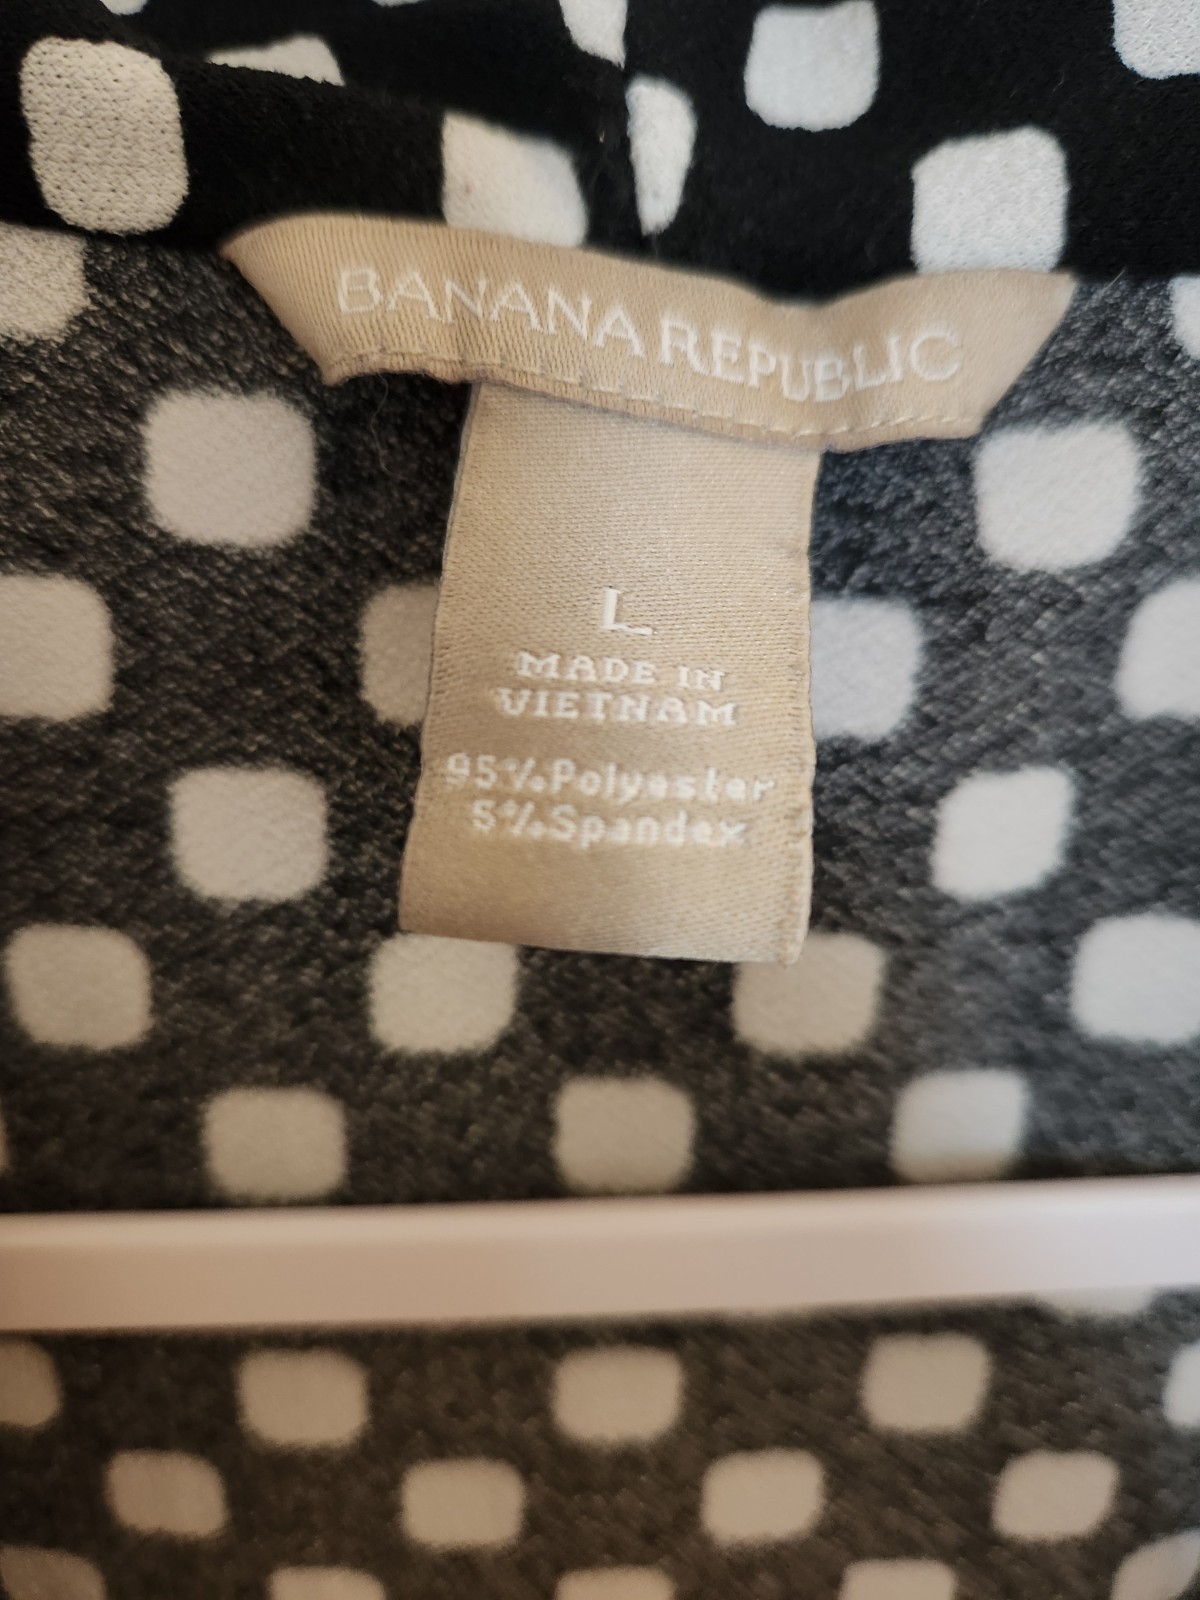 BANANA REPUBLIC
L
MADE IN
VIETNAM
95%Polyester
5%Spandex